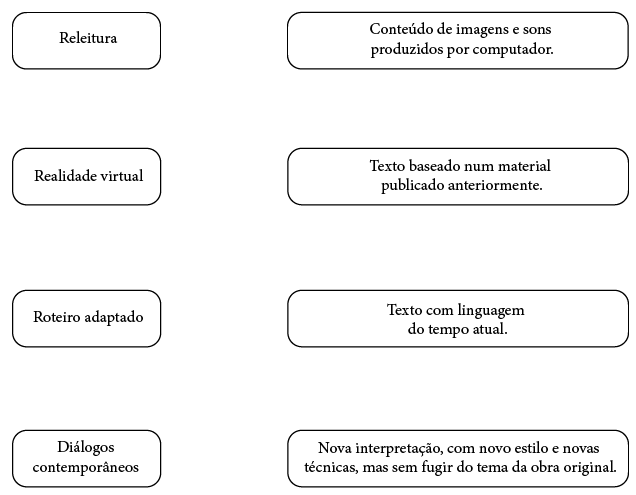 Releitura
Conteúdo de imagens e sons
produzidos por computador.
Realidade virtual
Texto baseado num material
publicado anteriormente.
Roteiro adaptado
Texto com linguagem
do tempo atual.
Diálogos
contemporâneos
Nova interpretação, com novo estilo e novas
técnicas, mas sem fugir do tema da obra original.